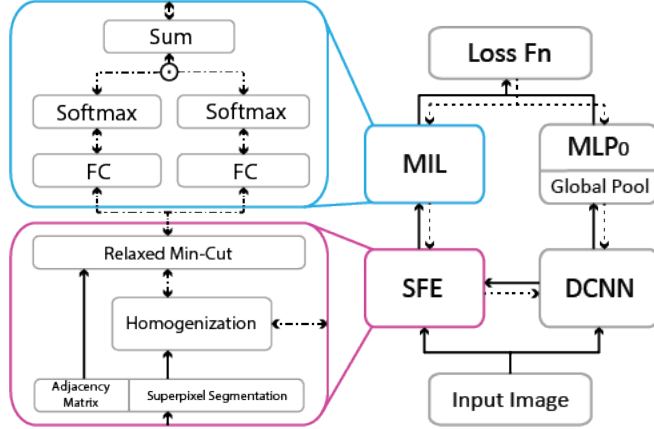 Sum
Softmax
Softmax
FC
FC
Relaxed Min-Cut
Homogenization
Adjacency
Matrix
Superpixel Segmentation
Loss Fn
MIL
MLP0
Global Pool
SFE
DCNN
Input Image